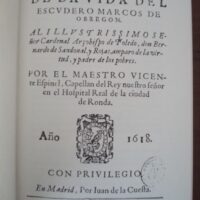 DE LA VIDA DEL
ESCVDERO MARCOS DE
OBREGON.
AL ILLVSTRISSIMO SE-
ñor Cardenal Arçobispo de Toledo, don Ber-
nardo de Sandoual, y Rojas, amparo de la vir-
tud, y padre de los pobres.
POR EL MAESTRO VICEN-
te Espinel, Capellan del Rey nuestro señor
en el Hospital Real de la ciudad
de Ronda.
Año 1618.
CON PRIVILEGIO,
En Madrid, Por Iuan de la Cuesta.